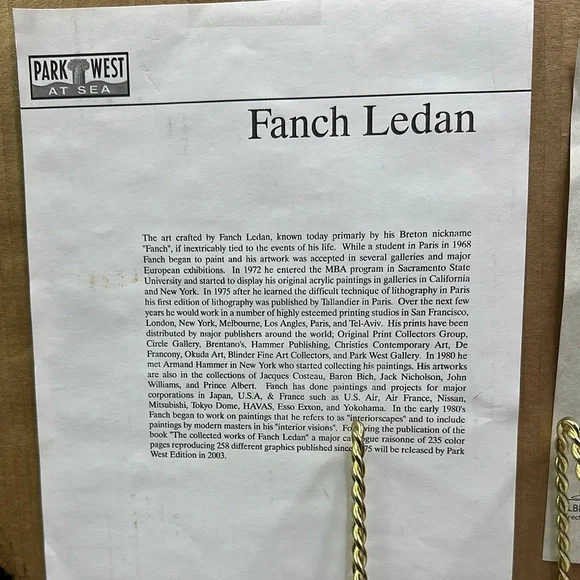 PARK WEST
AT SEA
Fanch Ledan
The art crafted by Fanch Ledan, known today primarly by his Breton nickname
"Fanch", if inextricably tied to the events of his life. While a student in Paris in 1968
Fanch began to paint and his artwork was accepted in several galleries and major
European exhibitions. In 1972 he entered the MBA program in Sacramento State
University and started to display his original acrylic paintings in galleries in California
and New York. In 1975 after he learned the difficult technique of lithography in Paris
his first edition of lithography was published by Tallandier in Paris. Over the next few
years he would work in a number of highly esteemed printing studios in San Francisco,
London, New York, Melbourne, Los Angles, Paris, and Tel-Aviv. His prints have been
distributed by major publishers around the world; Original Print Collectors Group,
Circle Gallery, Brentano's, Hammer Publishing, Christies Contemporary Art, De
Francony, Okuda Art, Blinder Fine Art Collectors, and Park West Gallery. In 1980 he
met Armand Hammer in New York who started collecting his paintings. His artworks
are also in the collections of Jacques Costeau, Baron Bich, Jack Nicholson, John
Williams, and Prince Albert. Fanch has done paintings and projects for major
corporations in Japan, U.S.A, & France such as U.S. Air, Air France, Nissan,
Mitsubishi, Tokyo Dome, HAVAS, Esso Exxon, and Yokohama. In the early 1980's
Fanch began to work on paintings that he refers to as "interiorscapes" and to include
paintings by modern masters in his "interior visions". the publication of the
book "The collected works of Fanch Ledan" a major raisonne of 235 color
pages reproducing 258 different graphics published will be released by Park
West Edition in 2003.